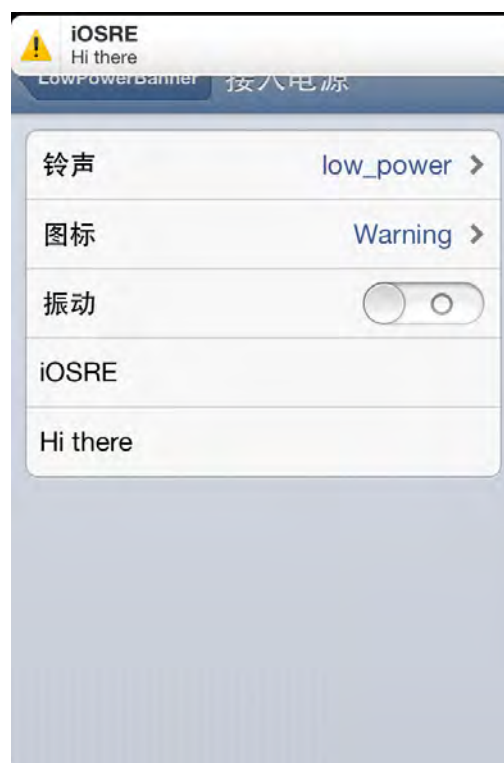 iOSRE
Hi there
LowPowerBanner 接入电源
铃声 low_power
图标 Warning
振动
iOSRE
Hi there